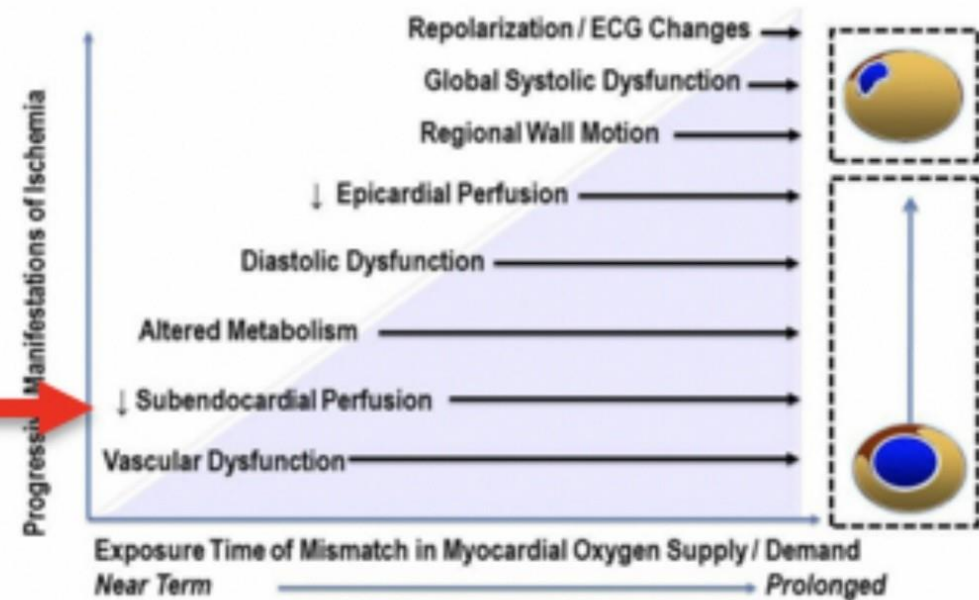 Repolarization / ECG Changes
Global Systolic Dysfunction
Regional Wall Motion
↓ Epicardial Perfusion
Diastolic Dysfunction
Altered Metabolism
↓ Subendocardial Perfusion
Vascular Dysfunction
Manifestations of Ischemia
Exposure Time of Mismatch in Myocardial Oxygen Supply / Demand
Near Term
Prolonged